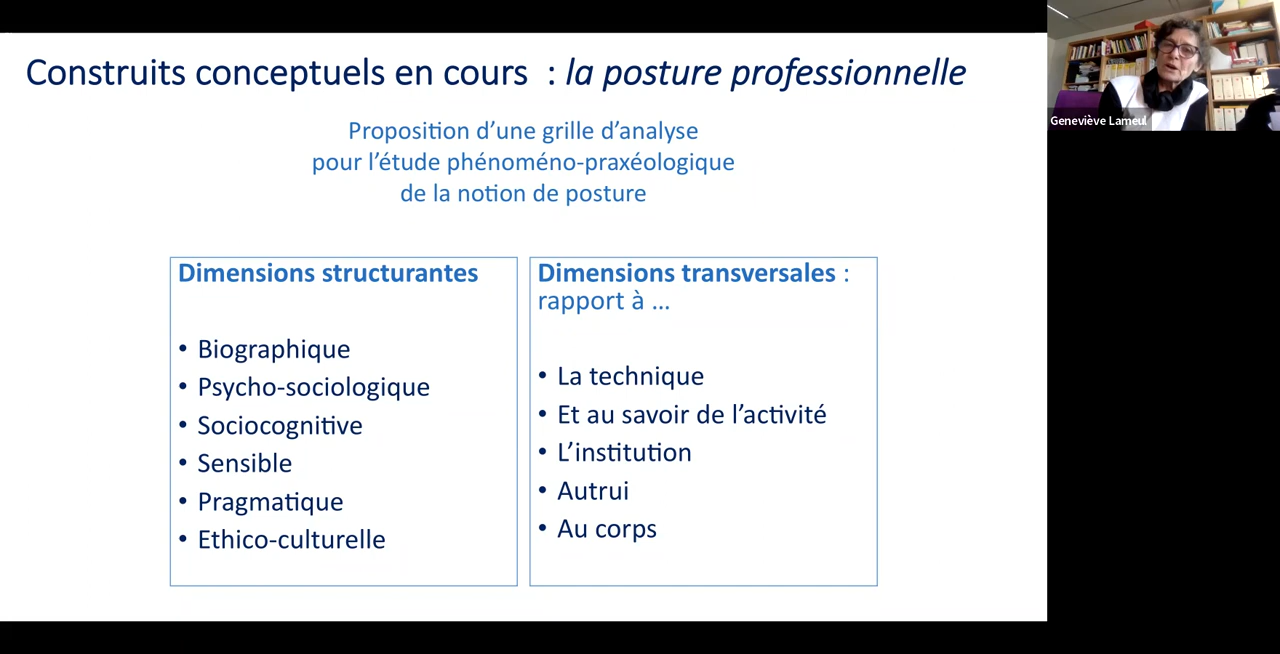 Construits conceptuels en cours : la posture professionnelle
Proposition d’une grille d’analyse
pour l’étude phénoméno-praxéologique
de la notion de posture
Dimensions structurantes
• Biographique
• Psycho-sociologique
• Sociocognitive
• Sensible
• Pragmatique
• Ethico-culturelle
Dimensions transversales :
rapport à ...
• La technique
• Et au savoir de l’activité
• L’institution
• Autrui
• Au corps
Geneviève Lameul